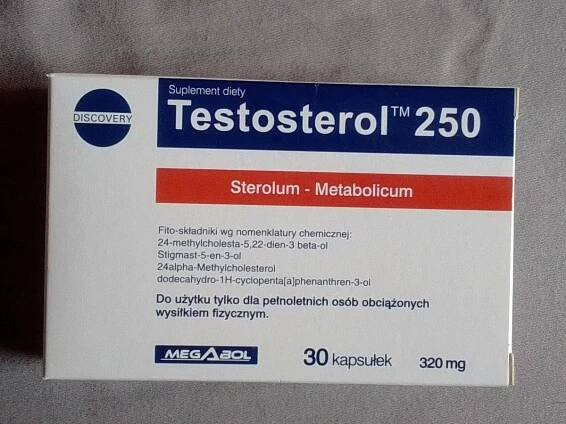 Suplement diety
DISCOVERY
Testosterol™ 250
Sterolum - Metabolicum
Fito-składniki wg nomenklatury chemicznej:
24-methylcholesta-5,22-dien-3 beta-ol
Stigmast-5-en-3-ol
24alpha-Methylcholesterol
dodecahydro-1H-cyclopenta[a]phenanthren-3-ol
Do użytku tylko dla pełnoletnich osób obciążonych
wysiłkiem fizycznym.
MEGABOL
30 kapsułek
320 mg